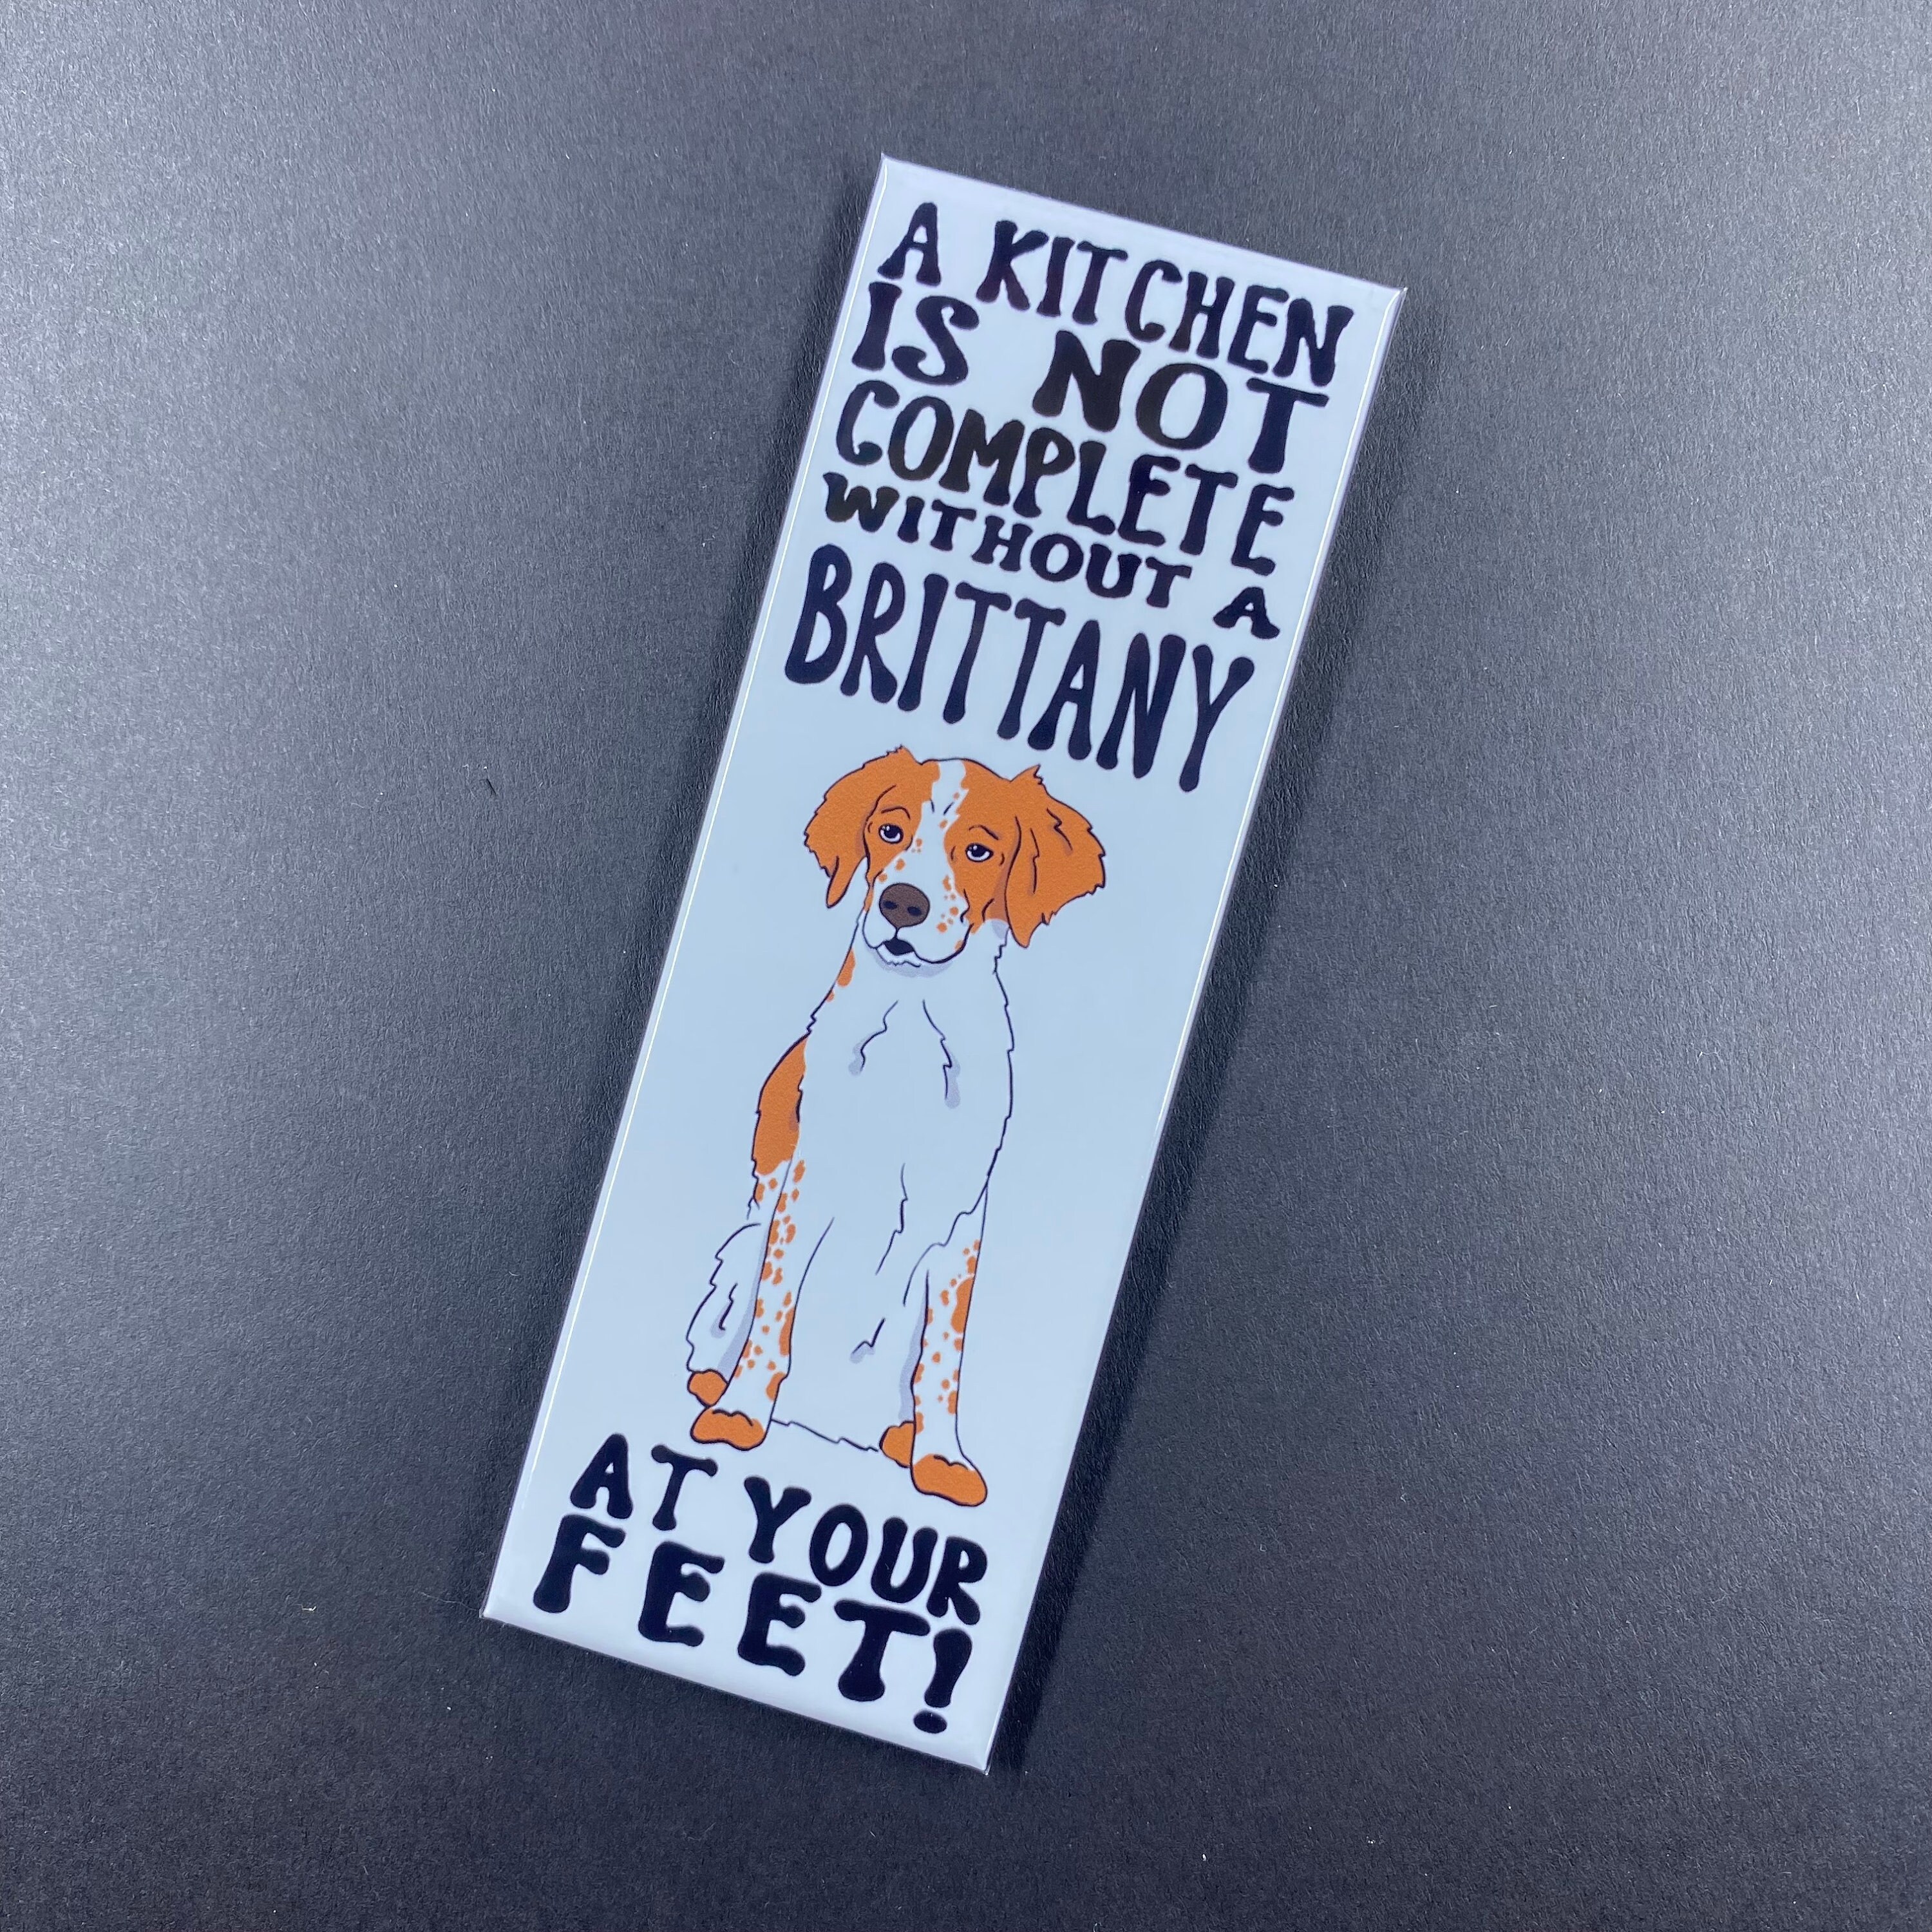 A KITCHEN
IS NOT
COMPLETE
WITHOUT A
BRITTANY
AT YOUR
FEET!